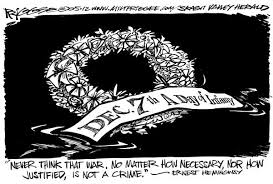 DEC. 7th A Day of Infamy
"NEVER THINK THAT WAR, NO MATTER HOW NECESSARY, NOR HOW
JUSTIFIED, IS NOT A CRIME."
— ERNEST HEMINGWAY